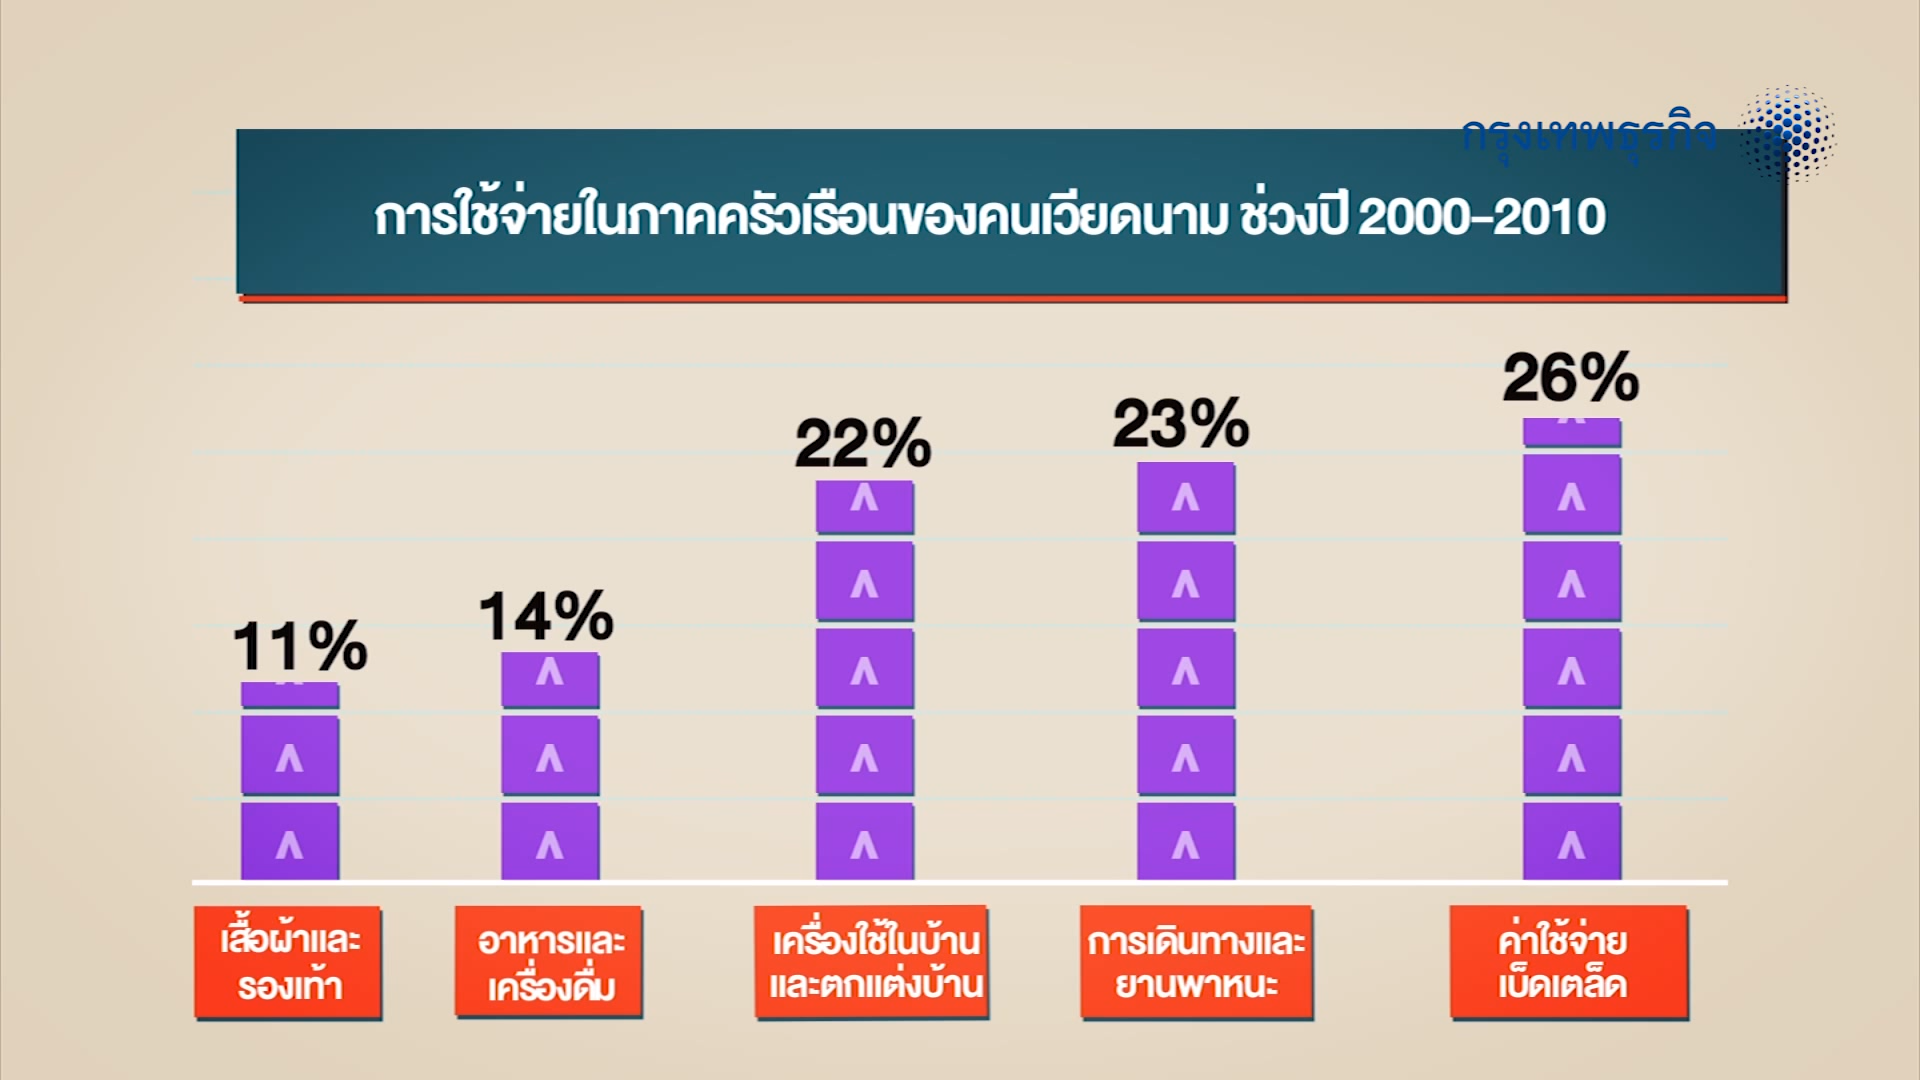 กรุงเทพธุรกิจ
การใช้จ่ายในภาคครัวเรือนของคนเวียดนาม ช่วงปี 2000-2010
11%
14%
22%
23%
26%
เสื้อผ้าและ
รองเท้า
อาหารและ
เครื่องดื่ม
เครื่องใช้ในบ้าน
และตกแต่งบ้าน
การเดินทางและ
ยานพาหนะ
ค่าใช้จ่าย
เบ็ดเตล็ด